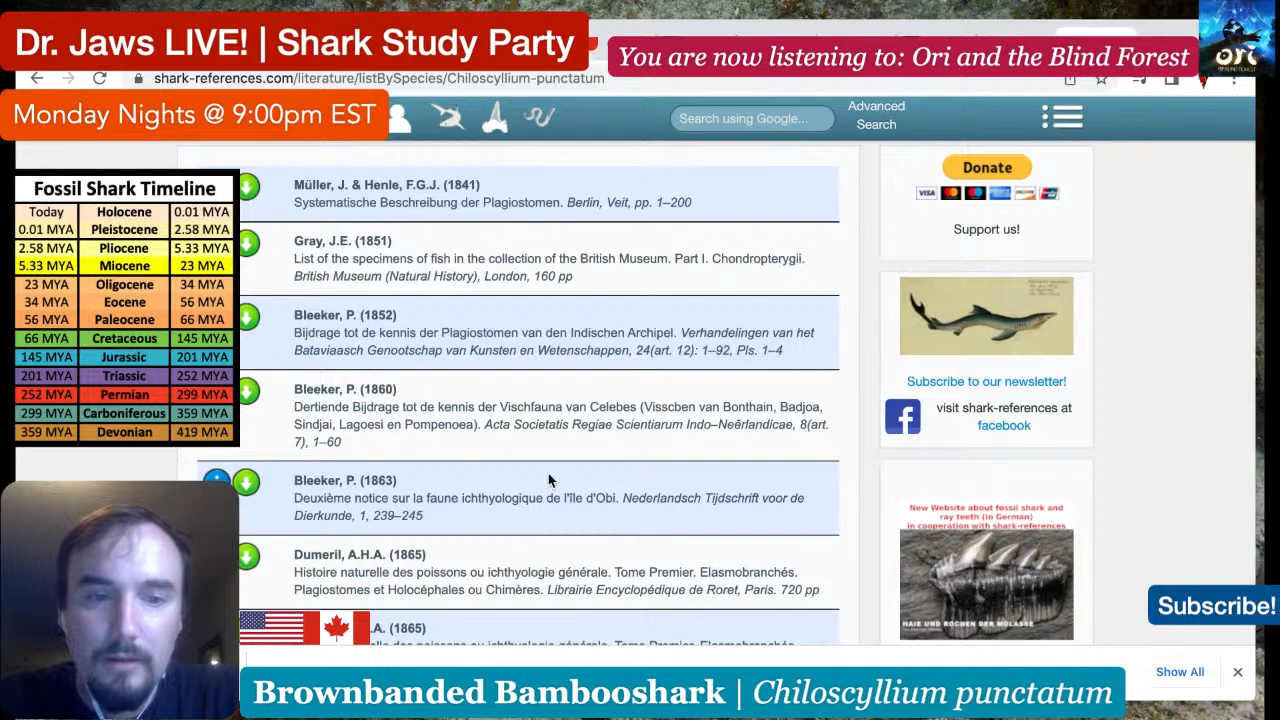 Dr. Jaws LIVE! | Shark Study Party
You are now listening to: Ori and the Blind Forest
ori
shark-references.com/literature/listBySpecies/Chiloscyllium-punctatum
Monday Nights @ 9:00pm EST
Search using Google...
Advanced
Search
Fossil Shark Timeline
Today Holocene 0.01 MYA
0.01 MYA Pleistocene 2.58 MYA
2.58 MYA Pliocene 5.33 MYA
5.33 MYA Miocene 23 MYA
23 MYA Oligocene 34 MYA
34 MYA Eocene 56 MYA
56 MYA Paleocene 66 MYA
66 MYA Cretaceous 145 MYA
145 MYA Jurassic 201 MYA
201 MYA Triassic 252 MYA
252 MYA Permian 299 MYA
299 MYA Carboniferous 359 MYA
359 MYA Devonian 419 MYA
Müller, J. & Henle, F.G.J. (1841)
Systematische Beschreibung der Plagiostomen. Berlin, Veit, pp. 1–200
Gray, J.E. (1851)
List of the specimens of fish in the collection of the British Museum. Part I. Chondropterygii.
British Museum (Natural History), London, 160 pp
Bleeker, P. (1852)
Bijdrage tot de kennis der Plagiostomen van den Indischen Archipel. Verhandelingen van het
Bataviaasch Genootschap van Kunsten en Wetenschappen, 24(art. 12): 1–92, Pls. 1–4
Bleeker, P. (1860)
Dertiende Bijdrage tot de kennis der Vischfauna van Celebes (Visscben van Bonthain, Badjoa,
Sindjai, Lagoesi en Pompenoea). Acta Societatis Regiae Scientiarum Indo–Neêrlandicae, 8(art.
7), 1–60
Bleeker, P. (1863)
Deuxième notice sur la faune ichthyologique de l'île d'Obi. Nederlandsch Tijdschrift voor de
Dierkunde, 1, 239–245
Dumeril, A.H.A. (1865)
Histoire naturelle des poissons ou ichthyologie générale. Tome Premier. Elasmobranchés.
Plagiostomes et Holocéphales ou Chimères. Librairie Encyclopédique de Roret, Paris. 720 pp
.A. (1865)
elle des poissons ou ichthyologie générale. Tome Premier. Elasmobranchés.
Donate
VISA
Support us!
Subscribe to our newsletter!
visit shark-references at
facebook
New Website about fossil shark and
ray teeth (in German)
in cooperation with shark-references
HAIE UND ROCHEN DER MOLASSE
Subscribe!
Show All
Brownbanded Bambooshark | Chiloscyllium punctatum